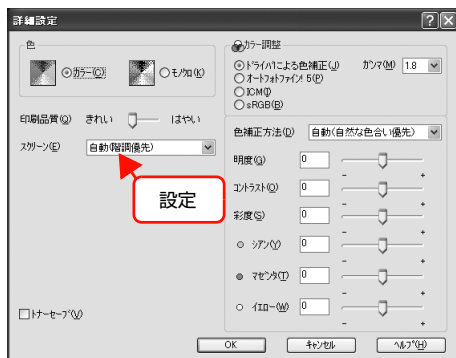 詳細設定
色
カラー(C)
モノクロ(K)
印刷品質(Q) きれい はやい
スクリーン(E) 自動(階調優先)
設定
トナーセーブ(V)
カラー調整
ドライバによる色補正(J) ガンマ(M) 1.8
オートフォトファイン!5(P)
ICM(I)
sRGB(B)
色補正方法(D) 自動(自然な色合い優先)
明度(G) 0
- +
コントラスト(O) 0
- +
彩度(S) 0
- +
シアン(Y) 0
- +
マゼンタ(T) 0
- +
イエロー(W) 0
- +
OK キャンセル ヘルプ(H)